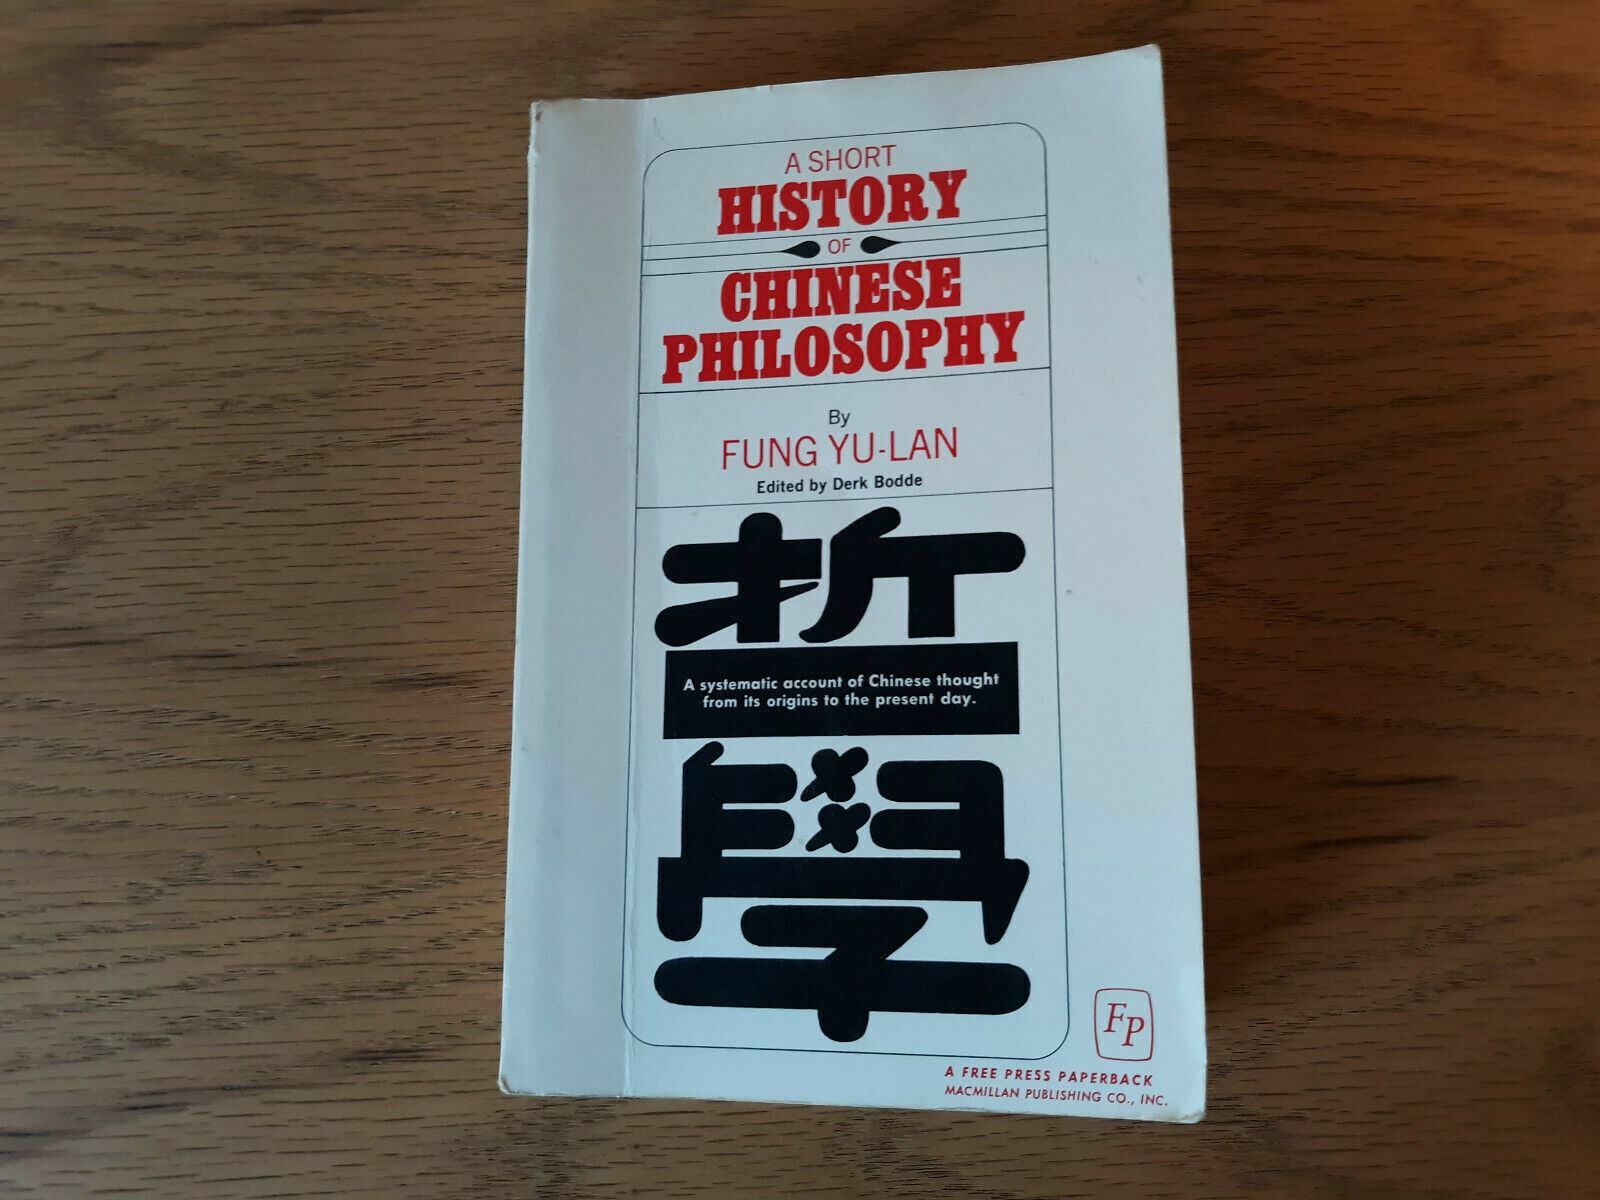 A SHORT
HISTORY
OF
CHINESE
PHILOSOPHY
By
FUNG YU-LAN
Edited by Derk Bodde
哲
A systematic account of Chinese thought
from its origins to the present day.
學
FP
A FREE PRESS PAPERBACK
MACMILLAN PUBLISHING CO., INC.